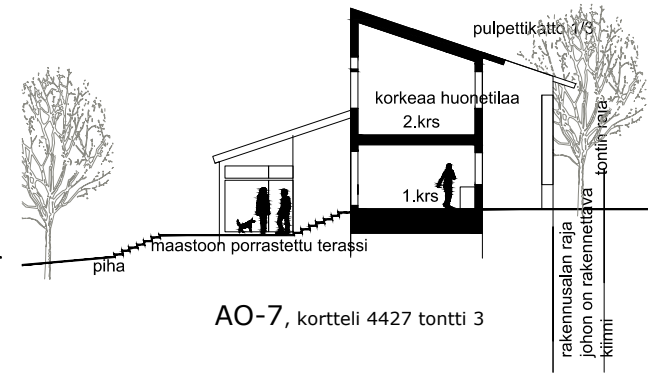 pulpettikatto 1/3
korkeaa huonetilaa
2.krs
1.krs
maastoon porrastettu terassi
piha
tontin raja
rakennusalan raja
johon on rakennettava
kiinni
AO-7, kortteli 4427 tontti 3